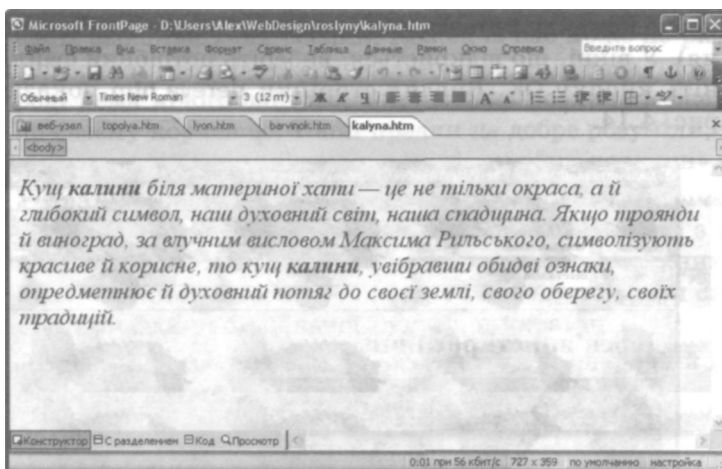 Microsoft FrontPage - D:\Users\Alex\WebDesign\roslyny\kalyna.htm
Файл Правка Вид Вставка Формат Сервис Таблица Данные Рамки Окно Справка Введите вопрос
Обычный Times New Roman 3 (12 пт) Ж К Ч
веб-узел topolya.htm lyon.htm barvinok.htm kalyna.htm
<body>
Кущ калини біля материної хати — це не тільки окраса, а й
глибокий символ, наш духовний світ, наша спадщина. Якщо троянди
й виноград, за влучним висловом Максима Рильського, символізують
красиве й корисне, то кущ калини, увібравши обидві ознаки,
опредметнює й духовний потяг до своєї землі, свого оберегу, своїх
традицій.
Конструктор С разделением Код Просмотр
0:01 при 56 кбит/с 727 x 359 по умолчанию настройка